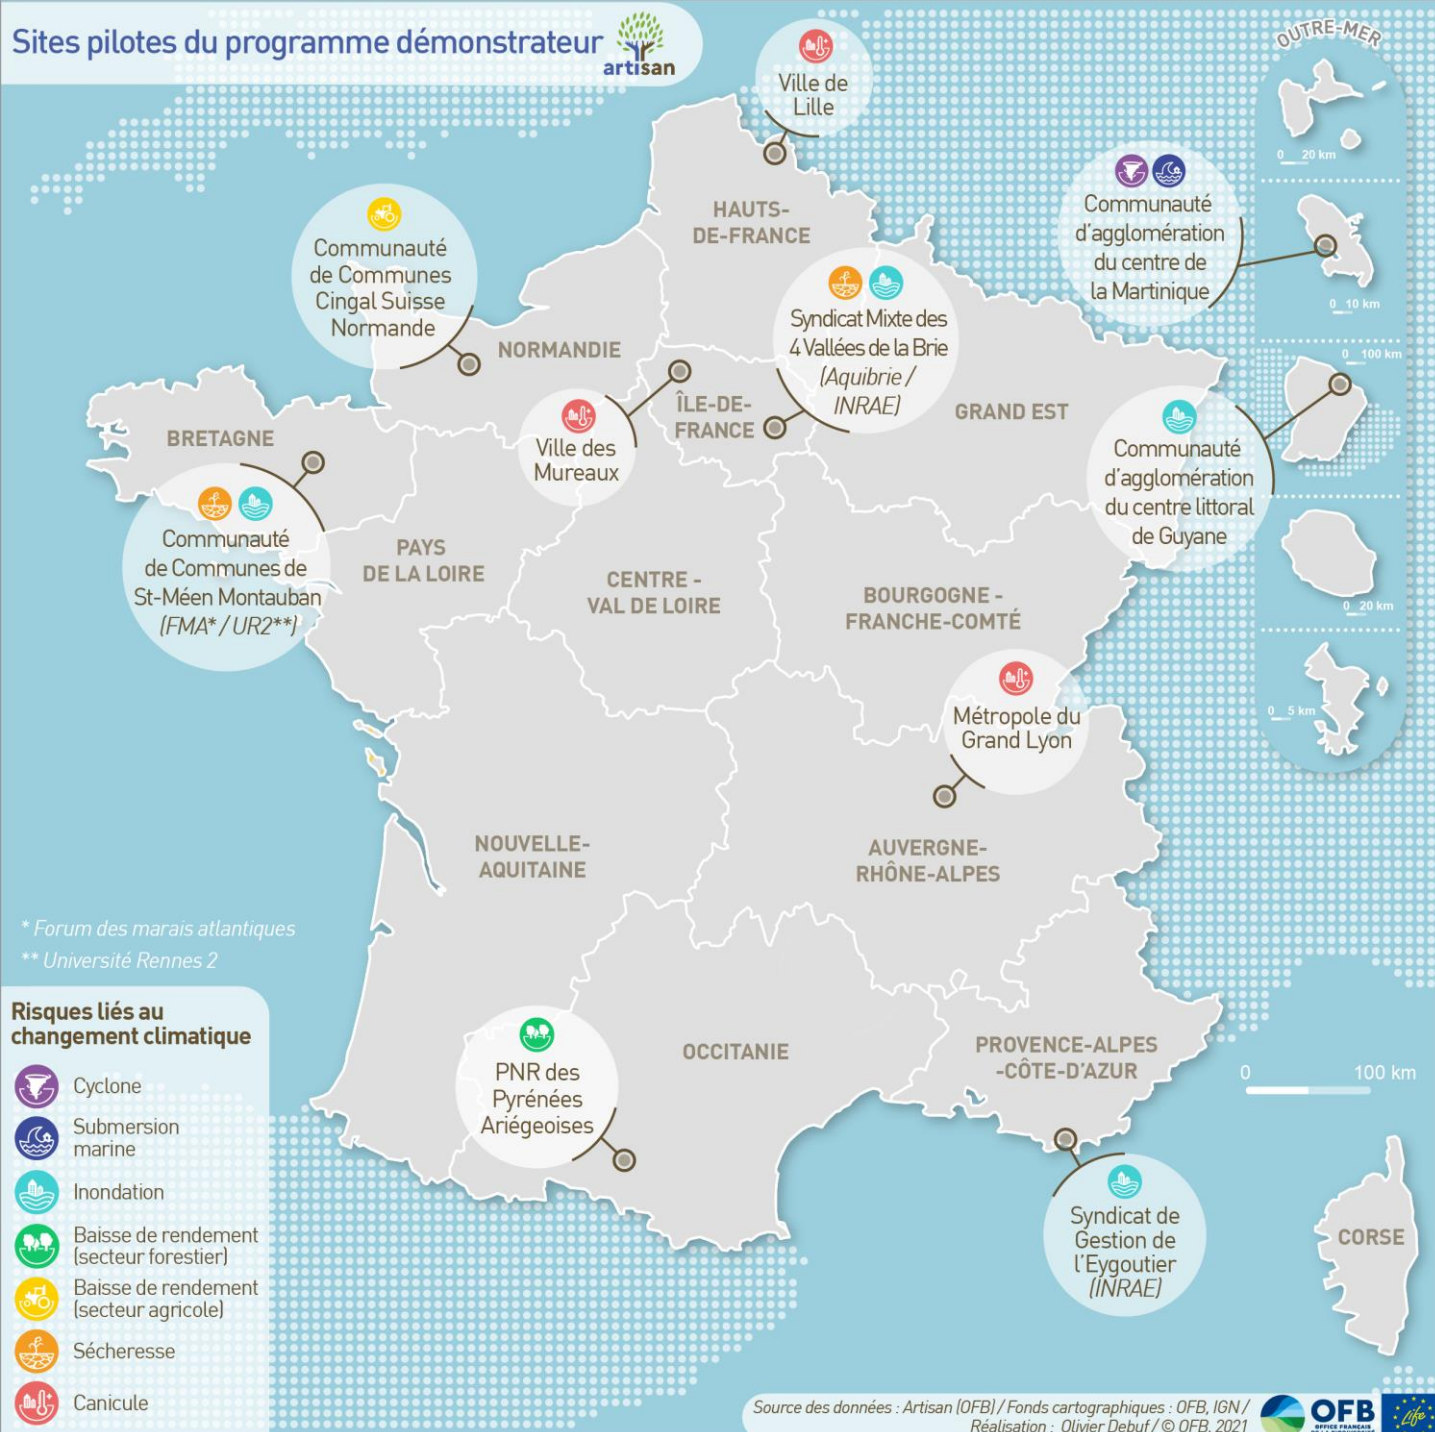 Sites pilotes du programme démonstrateur
artisan
OUTRE-MER
Ville de
Lille
0 20 km
Communauté
d'agglomération
du centre de
la Martinique
0 10 km
HAUTS-
DE-FRANCE
Communauté
de Communes
Cingal Suisse
Normande
Syndicat Mixte des
4 Vallées de la Brie
(Aquibrie /
INRAE)
NORMANDIE
0 100 km
ÎLE-DE-
FRANCE
GRAND EST
BRETAGNE
Ville des
Mureaux
Communauté
d'agglomération
du centre littoral
de Guyane
Communauté
de Communes de
St-Méen Montauban
(FMA* / UR2**)
PAYS
DE LA LOIRE
CENTRE -
VAL DE LOIRE
BOURGOGNE -
FRANCHE-COMTÉ
0 20 km
Métropole du
Grand Lyon
0 5 km
NOUVELLE-
AQUITAINE
AUVERGNE-
RHÔNE-ALPES
* Forum des marais atlantiques
** Université Rennes 2
Risques liés au
changement climatique
Cyclone
Submersion
marine
Inondation
Baisse de rendement
(secteur forestier)
Baisse de rendement
(secteur agricole)
Sécheresse
Canicule
PNR des
Pyrénées
Ariégeoises
OCCITANIE
PROVENCE-ALPES
-CÔTE-D'AZUR
0 100 km
Syndicat de
Gestion de
l'Eygoutier
(INRAE)
CORSE
Source des données : Artisan (OFB) / Fonds cartographiques : OFB, IGN /
Réalisation : Olivier Debuf / © OFB, 2021
OFB
OFFICE FRANÇAIS
DE LA BIODIVERSITÉ
Life